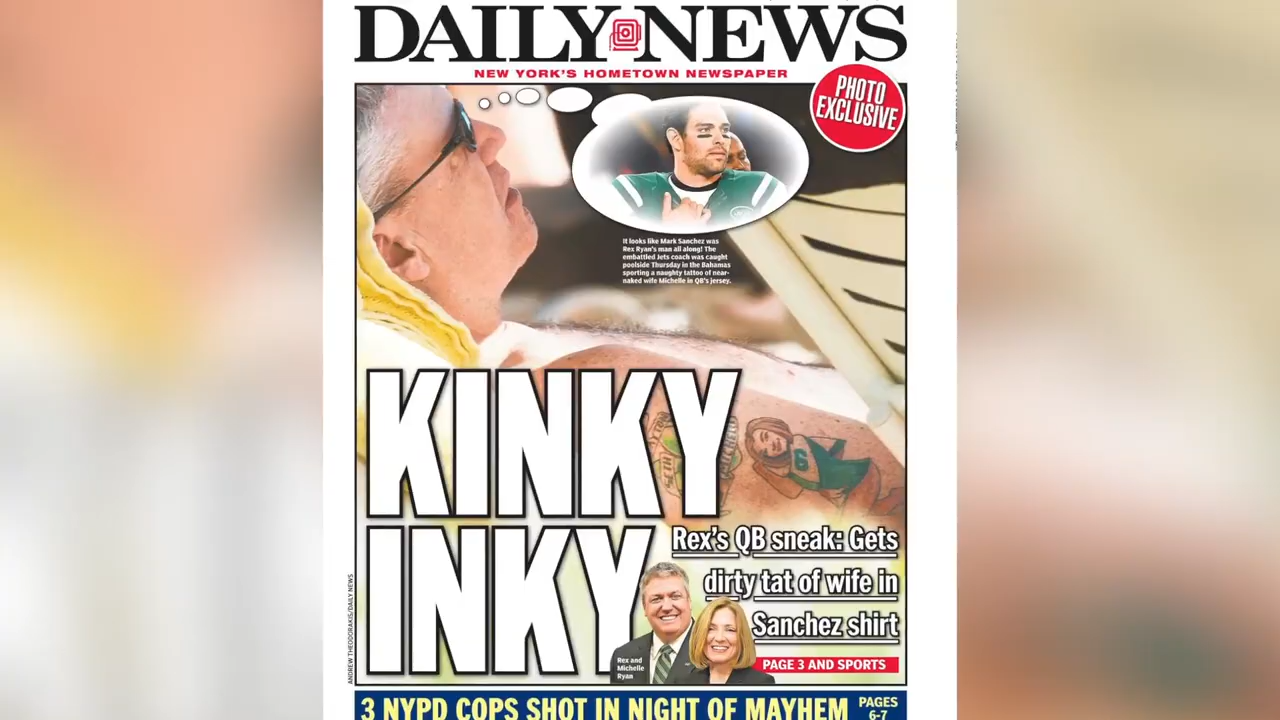 DAILY NEWS
NEW YORK'S HOMETOWN NEWSPAPER
PHOTO
EXCLUSIVE
It looks like Mark Sanchez was
Rex Ryan's man all along! The
embattled Jets coach was caught
poolside Thursday in the Bahamas
sporting a naughty tattoo of near-
naked wife Michelle in QB's jersey.
KINKY
INKY
6
Rex's QB sneak: Gets
dirty tat of wife in
Sanchez shirt
Rex and
Michelle
Ryan
PAGE 3 AND SPORTS
ANDREW THEODORAKIS/DAILY NEWS
3 NYPD COPS SHOT IN NIGHT OF MAYHEM
PAGES
6-7